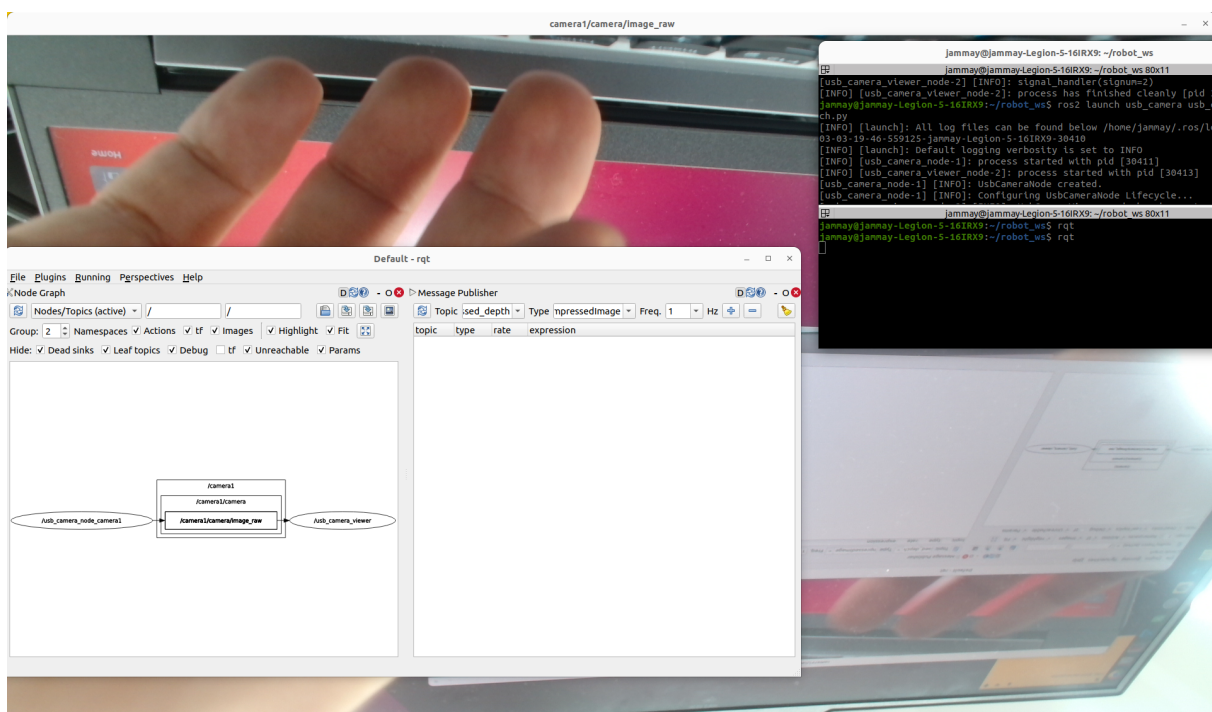 camera1/camera/image_raw
jammay@jammay-Legion-5-16IRX9: ~/robot_ws
jammay@jammay-Legion-5-16IRX9: ~/robot_ws 80x11
[usb_camera_viewer_node-2] [INFO]: signal_handler(signum=2)
[INFO] [usb_camera_viewer_node-2]: process has finished cleanly [pid
jammay@jammay-Legion-5-16IRX9:~/robot_ws$ ros2 launch usb_camera usb_
ch.py
[INFO] [launch]: All log files can be found below /home/jammay/.ros/l
03-03-19-46-559125-jammay-Legion-5-16IRX9-30410
[INFO] [launch]: Default logging verbosity is set to INFO
[INFO] [usb_camera_node-1]: process started with pid [30411]
[INFO] [usb_camera_viewer_node-2]: process started with pid [30413]
[usb_camera_node-1] [INFO]: UsbCameraNode created.
[usb_camera_node-1] [INFO]: Configuring UsbCameraNode Lifecycle...
jammay@jammay-Legion-5-16IRX9: ~/robot_ws 80x11
jammay@jammay-Legion-5-16IRX9:~/robot_ws$ rqt
jammay@jammay-Legion-5-16IRX9:~/robot_ws$ rqt
Home
Default - rqt
File Plugins Running Perspectives Help
Node Graph
Nodes/Topics (active) / /
Group: 2 Namespaces Actions tf Images Highlight Fit
Hide: Dead sinks Leaf topics Debug tf Unreachable Params
/camera1
/camera1/camera
/usb_camera_node_camera1 /camera1/camera/image_raw /usb_camera_viewer
Message Publisher
Topic sed_depth Type mpressedImage Freq. 1 Hz
topic type rate expression